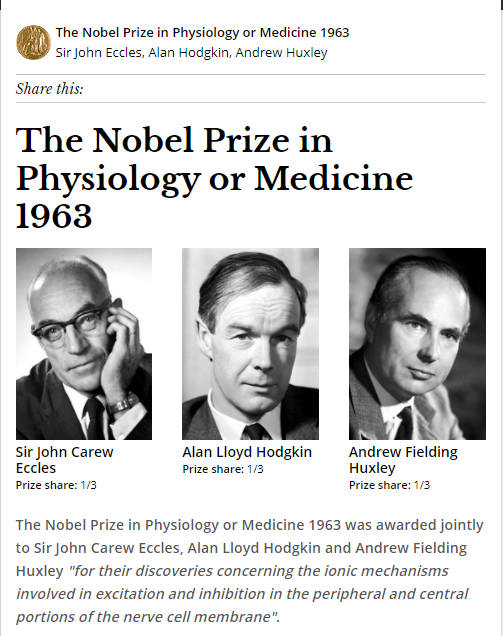 The Nobel Prize in Physiology or Medicine 1963
Sir John Eccles, Alan Hodgkin, Andrew Huxley
Share this:
The Nobel Prize in
Physiology or Medicine
1963
Sir John Carew
Eccles
Prize share: 1/3
Alan Lloyd Hodgkin
Prize share: 1/3
Andrew Fielding
Huxley
Prize share: 1/3
The Nobel Prize in Physiology or Medicine 1963 was awarded jointly
to Sir John Carew Eccles, Alan Lloyd Hodgkin and Andrew Fielding
Huxley "for their discoveries concerning the ionic mechanisms
involved in excitation and inhibition in the peripheral and central
portions of the nerve cell membrane".